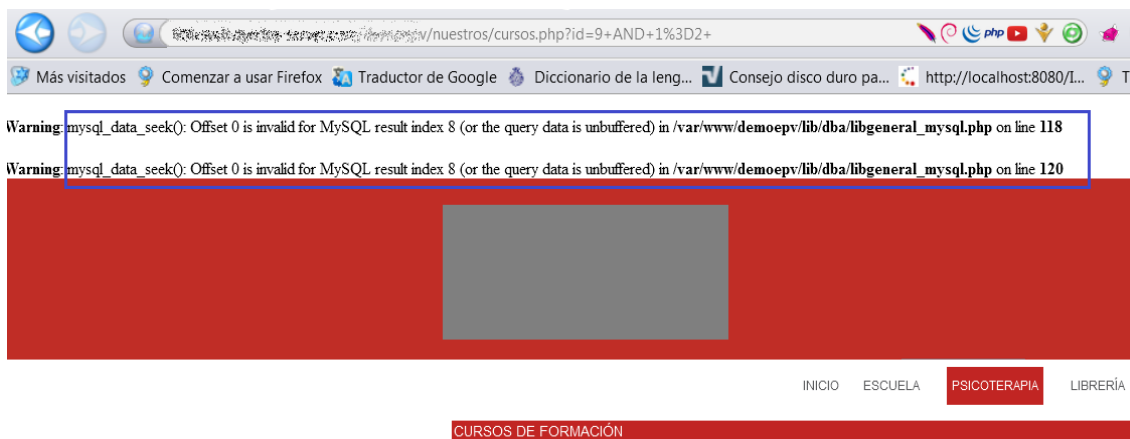 v/nuestros/cursos.php?id=9+AND+1%3D2+
php
Más visitados Comenzar a usar Firefox Traductor de Google Diccionario de la leng... Consejo disco duro pa... http://localhost:8080/I... T
Warning: mysql_data_seek(): Offset 0 is invalid for MySQL result index 8 (or the query data is unbuffered) in /var/www/demoepv/lib/dba/libgeneral_mysql.php on line 118
Warning: mysql_data_seek(): Offset 0 is invalid for MySQL result index 8 (or the query data is unbuffered) in /var/www/demoepv/lib/dba/libgeneral_mysql.php on line 120
INICIO ESCUELA PSICOTERAPIA LIBRERÍA
CURSOS DE FORMACIÓN